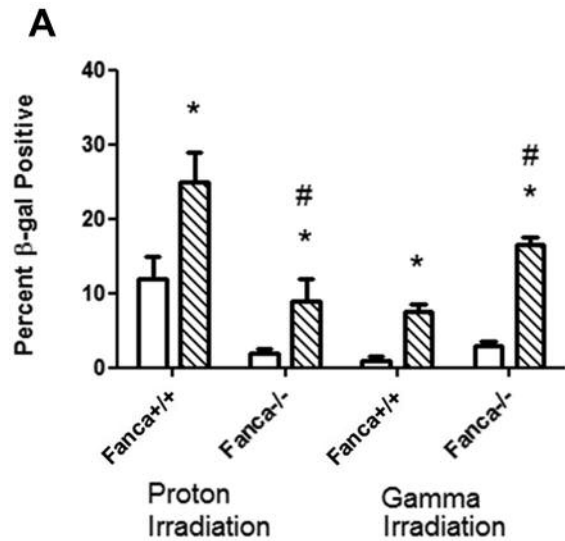 A
Percent β-gal Positive
40
30
20
10
0
*
#
*
*
#
*
Fanca+/+
Fanca-/-
Fanca+/+
Fanca-/-
Proton
Irradiation
Gamma
Irradiation